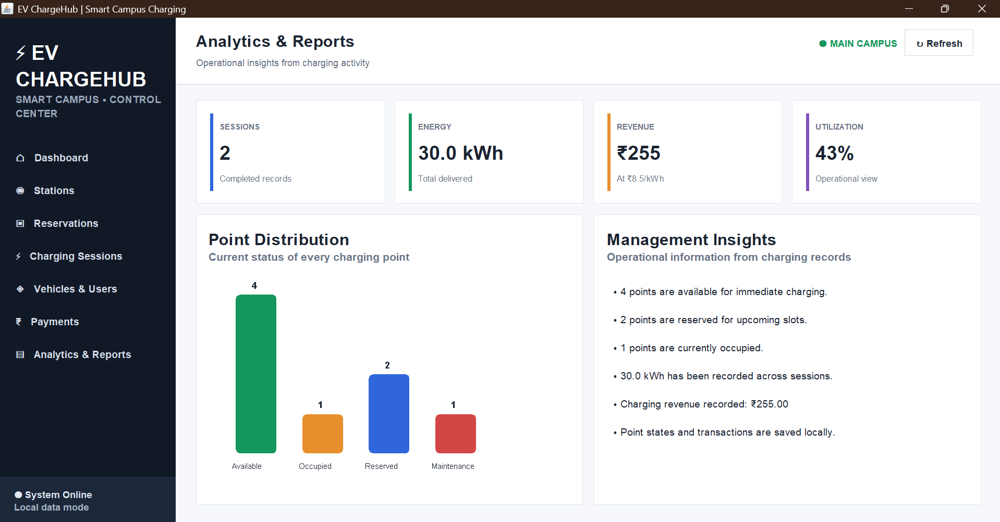 EV ChargeHub | Smart Campus Charging
⚡ EV
CHARGEHUB
SMART CAMPUS • CONTROL
CENTER
Dashboard
Stations
Reservations
⚡ Charging Sessions
Vehicles & Users
₹ Payments
Analytics & Reports
● System Online
Local data mode
Analytics & Reports
Operational insights from charging activity
● MAIN CAMPUS
↻ Refresh
SESSIONS
2
Completed records
ENERGY
30.0 kWh
Total delivered
REVENUE
₹255
At ₹8.5/kWh
UTILIZATION
43%
Operational view
Point Distribution
Current status of every charging point
4
1
2
1
Available
Occupied
Reserved
Maintenance
Management Insights
Operational information from charging records
• 4 points are available for immediate charging.
• 2 points are reserved for upcoming slots.
• 1 points are currently occupied.
• 30.0 kWh has been recorded across sessions.
• Charging revenue recorded: ₹255.00
• Point states and transactions are saved locally.